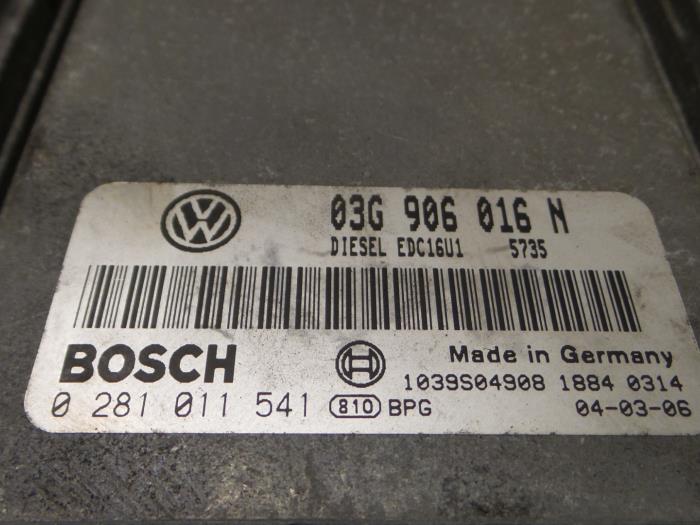 03G 906 016 N
DIESEL EDC16U1 5735
BOSCH
Made in Germany
1039S04908 1884 0314
0 281 011 541 810 BPG 04-03-06